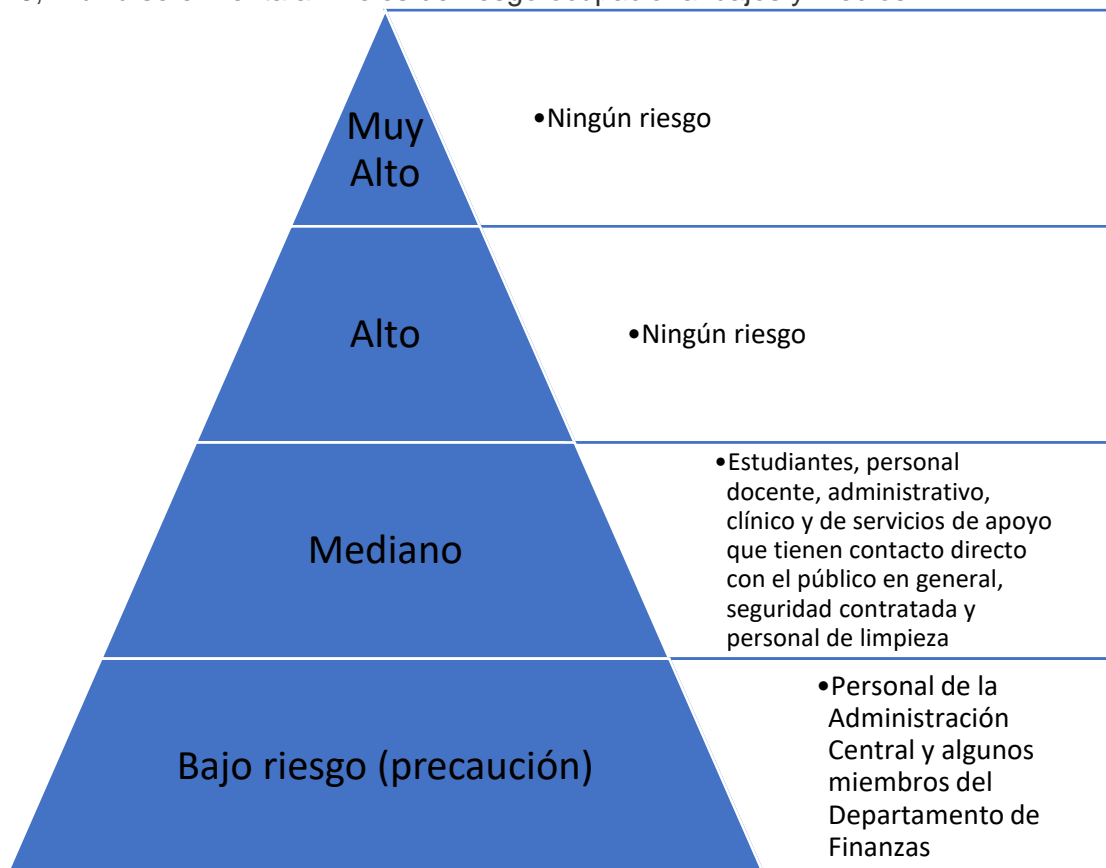 Muy
Alto
•Ningún riesgo
Alto
•Ningún riesgo
Mediano
•Estudiantes, personal
docente, administrativo,
clínico y de servicios de apoyo
que tienen contacto directo
con el público en general,
seguridad contratada y
personal de limpieza
Bajo riesgo (precaución)
•Personal de la
Administración
Central y algunos
miembros del
Departamento de
Finanzas